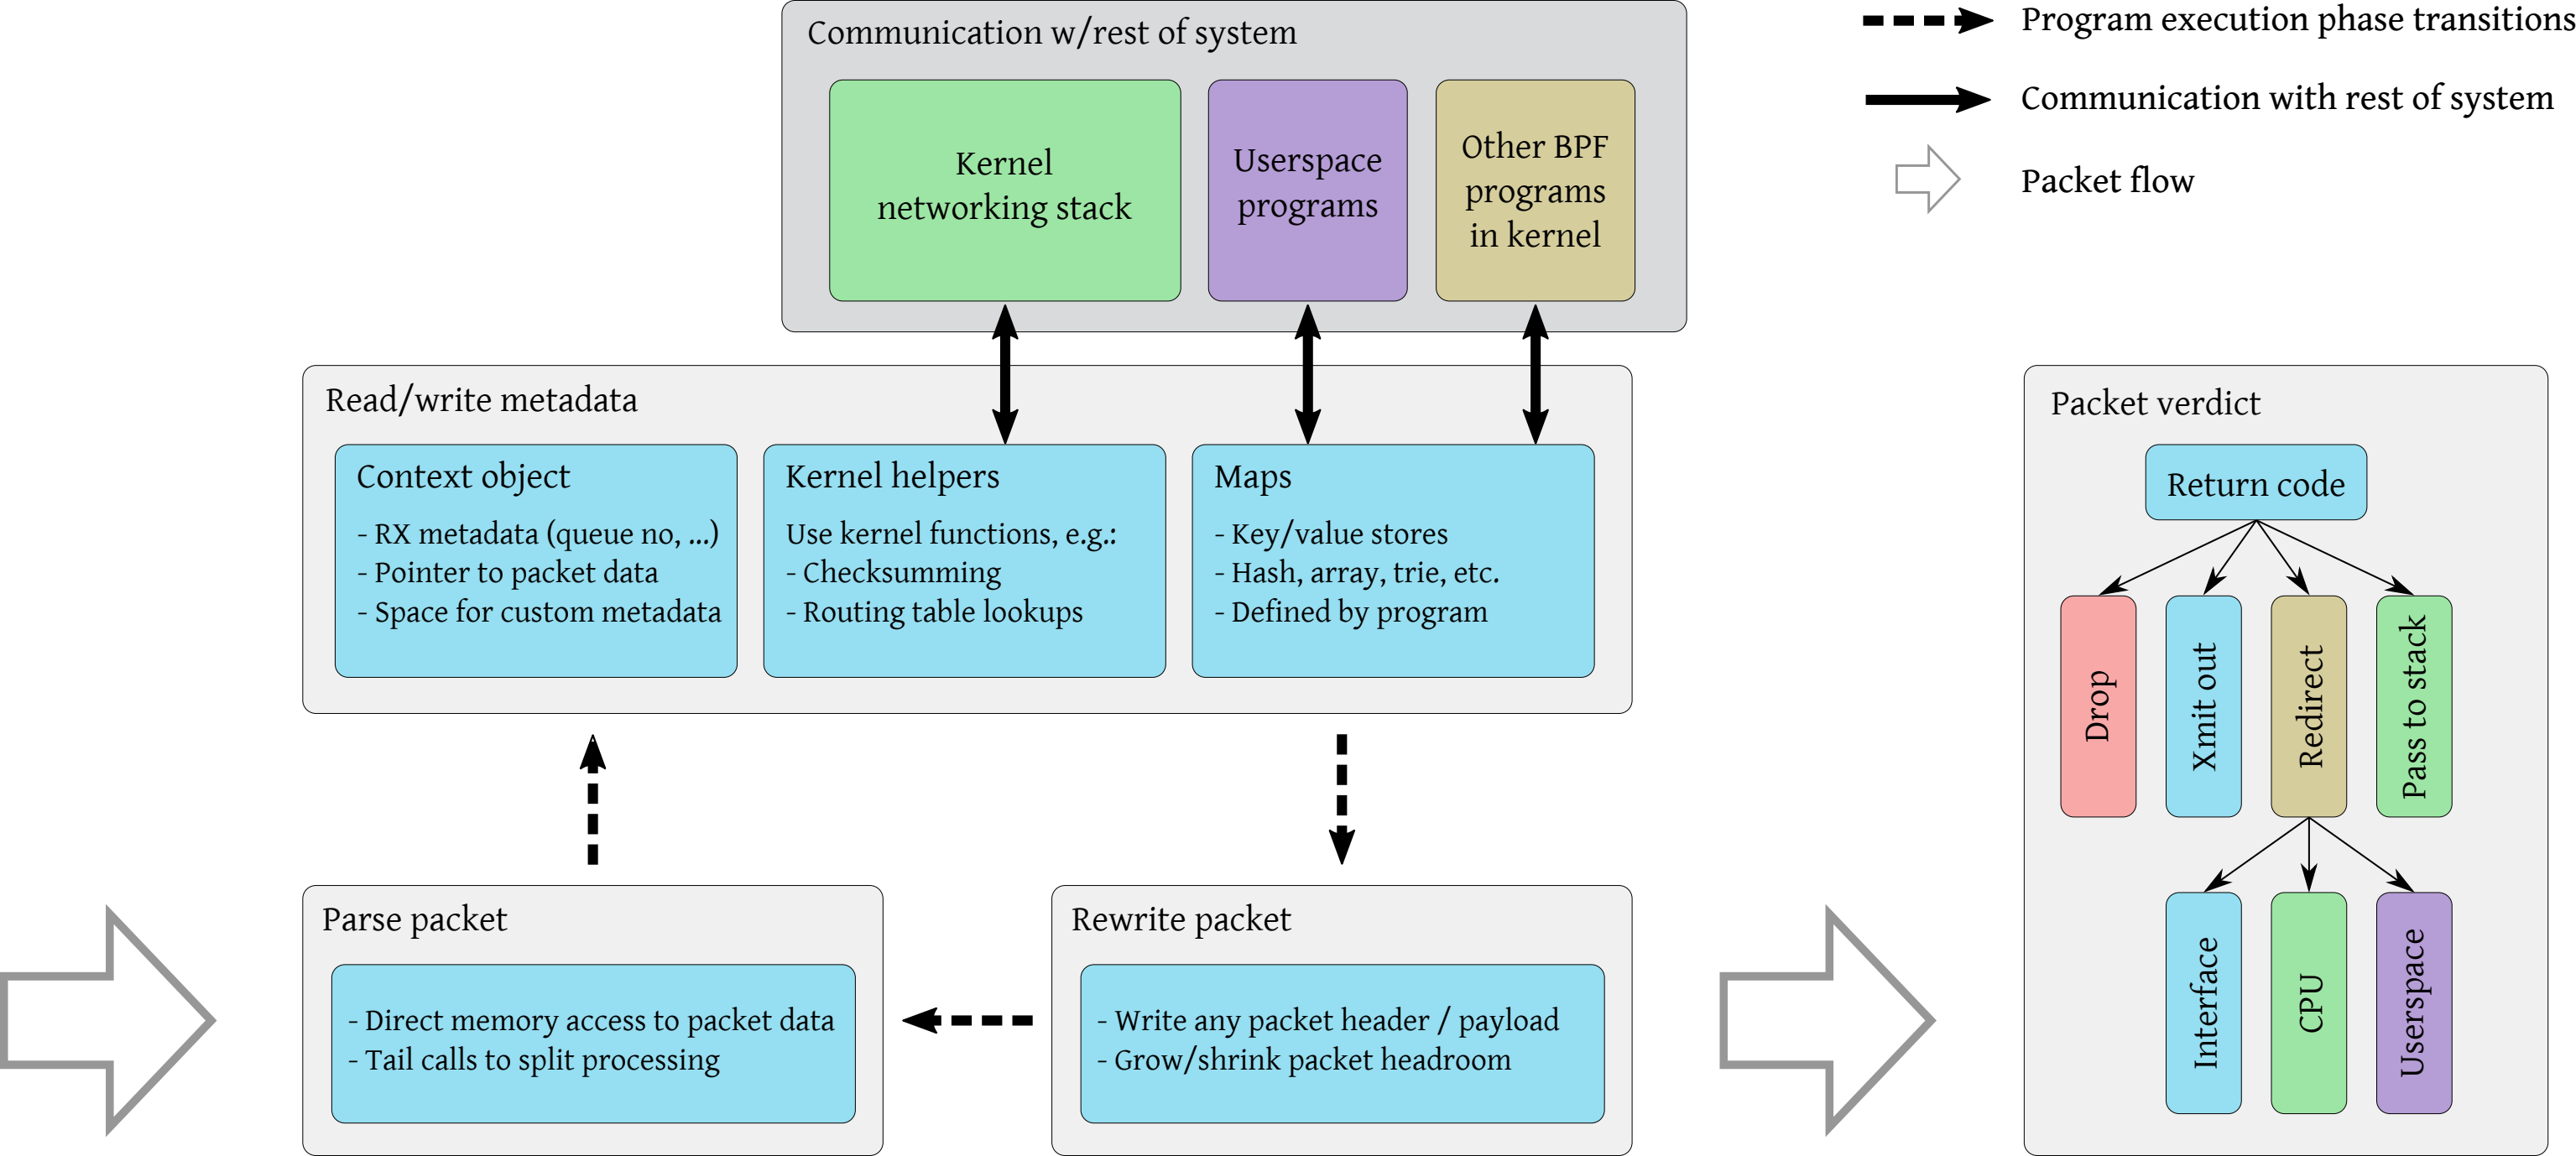 Communication w/rest of system
Kernel
networking stack
Userspace
programs
Other BPF
programs
in kernel
Program execution phase transitions
Communication with rest of system
Packet flow
Read/write metadata
Context object
- RX metadata (queue no, ...)
- Pointer to packet data
- Space for custom metadata
Kernel helpers
Use kernel functions, e.g.:
- Checksumming
- Routing table lookups
Maps
- Key/value stores
- Hash, array, trie, etc.
- Defined by program
Parse packet
- Direct memory access to packet data
- Tail calls to split processing
Rewrite packet
- Write any packet header / payload
- Grow/shrink packet headroom
Packet verdict
Return code
Drop
Xmit out
Redirect
Pass to stack
Interface
CPU
Userspace